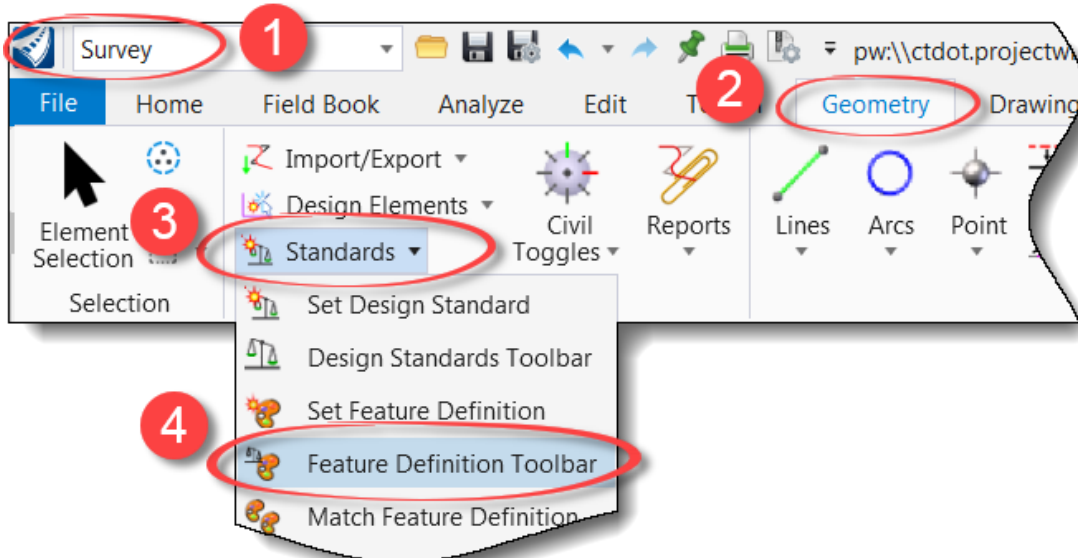 Survey
1
pw:\\ctdot.projectw
2
File Home Field Book Analyze Edit Geometry Drawing
Import/Export
Design Elements
3
Standards
Element
Selection
Civil
Toggles
Reports
Lines
Arcs
Point
Selection
Set Design Standard
Design Standards Toolbar
Set Feature Definition
4
Feature Definition Toolbar
Match Feature Definition